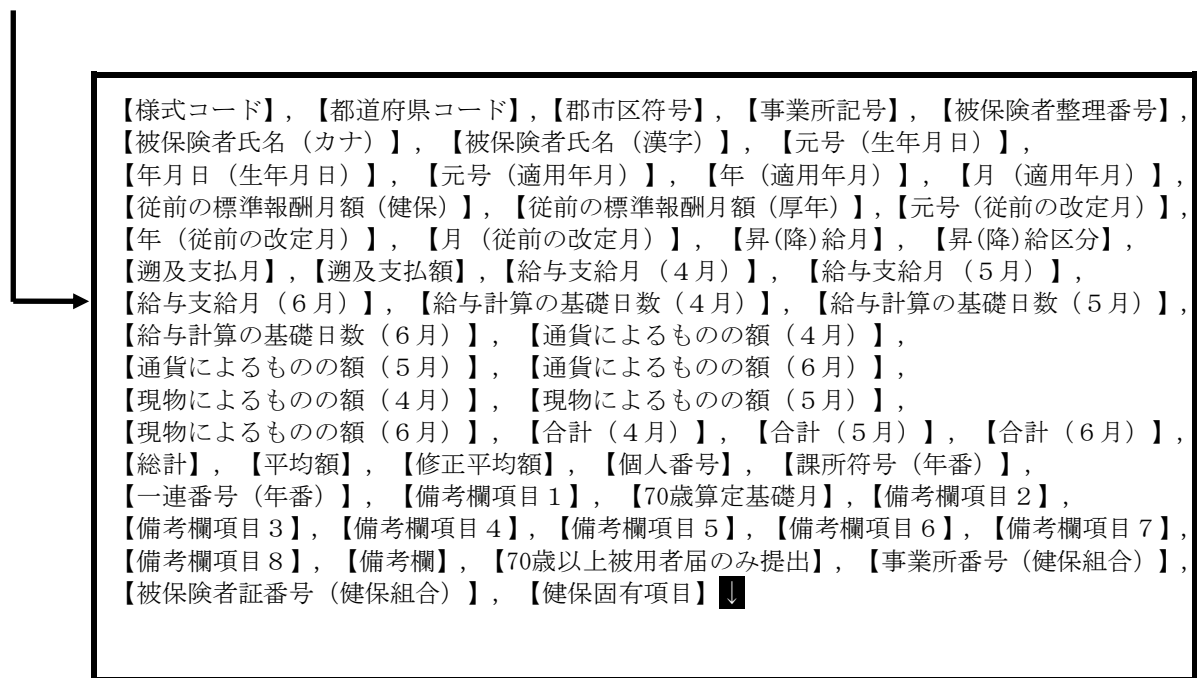 【様式コード】, 【都道府県コード】,【郡市区符号】, 【事業所記号】, 【被保険者整理番号】,
【被保険者氏名（カナ）】, 【被保険者氏名（漢字）】, 【元号（生年月日）】,
【年月日（生年月日）】, 【元号（適用年月）】, 【年（適用年月）】, 【月（適用年月）】,
【従前の標準報酬月額（健保）】, 【従前の標準報酬月額（厚年）】,【元号（従前の改定月）】,
【年（従前の改定月）】, 【月（従前の改定月）】, 【昇(降)給月】, 【昇(降)給区分】,
【遡及支払月】,【遡及支払額】,【給与支給月（４月）】, 【給与支給月（５月）】,
【給与支給月（６月）】, 【給与計算の基礎日数（４月）】, 【給与計算の基礎日数（５月）】,
【給与計算の基礎日数（６月）】, 【通貨によるものの額（４月）】,
【通貨によるものの額（５月）】, 【通貨によるものの額（６月）】,
【現物によるものの額（４月）】, 【現物によるものの額（５月）】,
【現物によるものの額（６月）】, 【合計（４月）】, 【合計（５月）】, 【合計（６月）】,
【総計】, 【平均額】, 【修正平均額】, 【個人番号】, 【課所符号（年番）】,
【一連番号（年番）】, 【備考欄項目１】, 【70歳算定基礎月】,【備考欄項目２】,
【備考欄項目３】,【備考欄項目４】,【備考欄項目５】,【備考欄項目６】, 【備考欄項目７】,
【備考欄項目８】, 【備考欄】, 【70歳以上被用者届のみ提出】, 【事業所番号（健保組合）】,
【被保険者証番号（健保組合）】, 【健保固有項目】↓